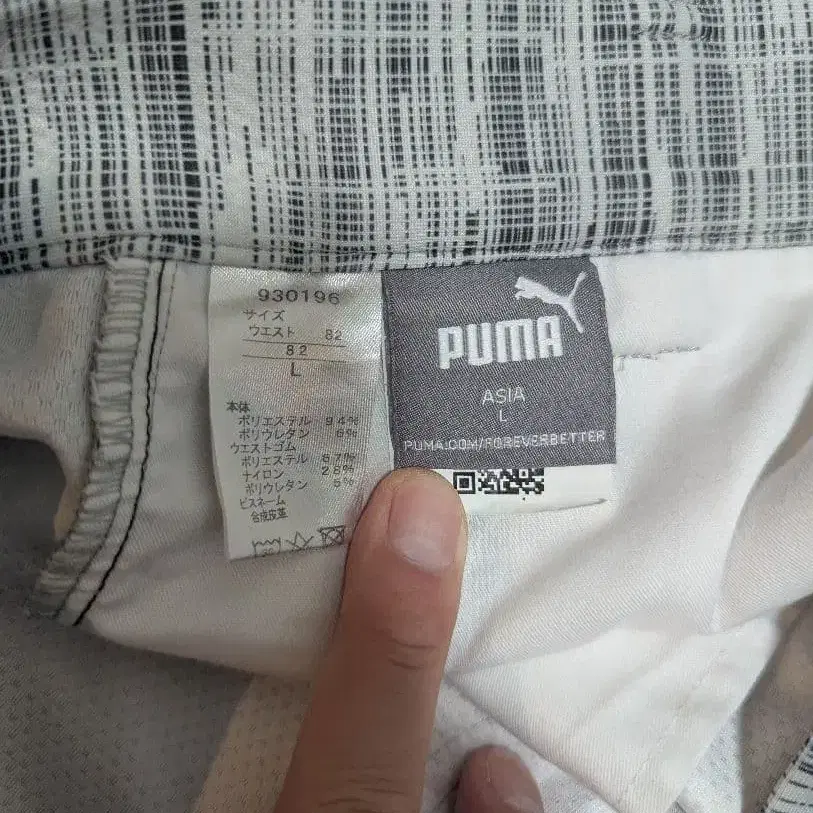 930196
サイズ
ウエスト 82
82
L
本体
ポリエステル 94%
ポリウレタン 6%
ウエストゴム
ポリエステル 67%
ナイロン 28%
ポリウレタン 5%
ピスネーム
合成皮革
PUMA
ASIA
L
PUMA.COM/FOREVERBETTER